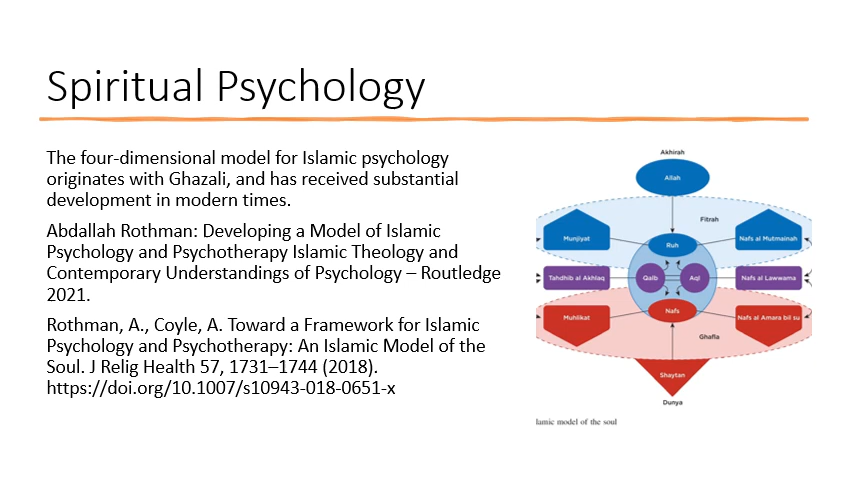 Spiritual Psychology
The four-dimensional model for Islamic psychology
originates with Ghazali, and has received substantial
development in modern times.
Abdallah Rothman: Developing a Model of Islamic
Psychology and Psychotherapy Islamic Theology and
Contemporary Understandings of Psychology – Routledge
2021.
Rothman, A., Coyle, A. Toward a Framework for Islamic
Psychology and Psychotherapy: An Islamic Model of the
Soul. J Relig Health 57, 1731–1744 (2018).
https://doi.org/10.1007/s10943-018-0651-x
Akhirah
Allah
Fitrah
Munjiyat
Ruh
Nafs al Mutmainah
Tahdhib al Akhlaq
Qalb
Aql
Nafs al Lawwama
Muhlikat
Nafs
Nafs al Amara bil su
Ghafla
Shaytan
Dunya
lamic model of the soul